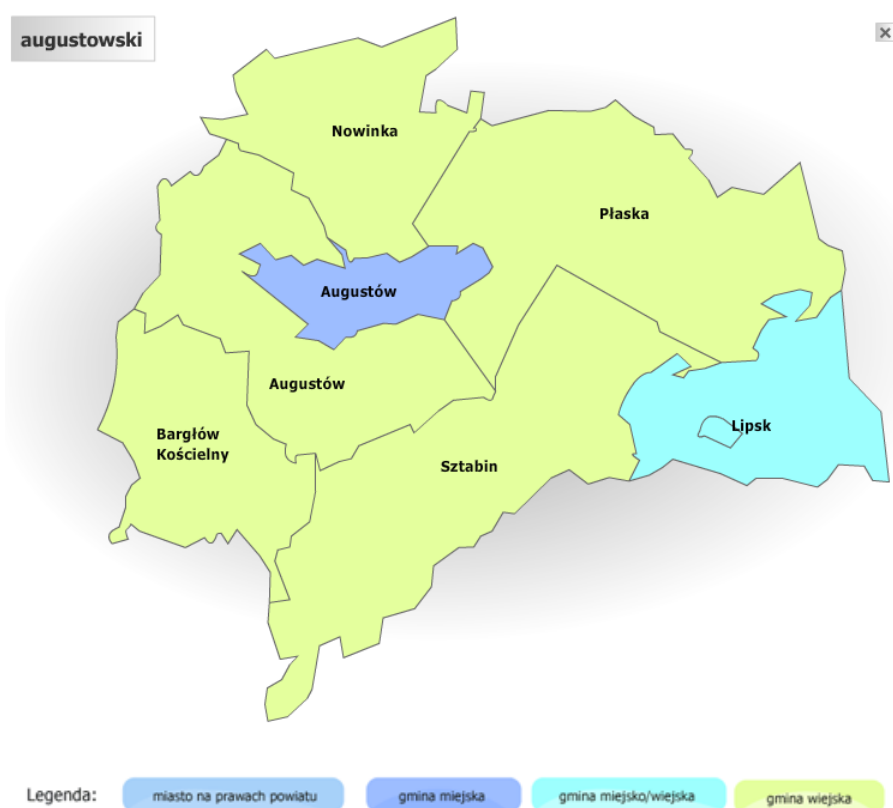 augustowski
Nowinka
Płaska
Augustów
Augustów
Bargłów
Kościelny
Lipsk
Sztabin
Legenda:
miasto na prawach powiatu
gmina miejska
gmina miejsko/wiejska
gmina wiejska